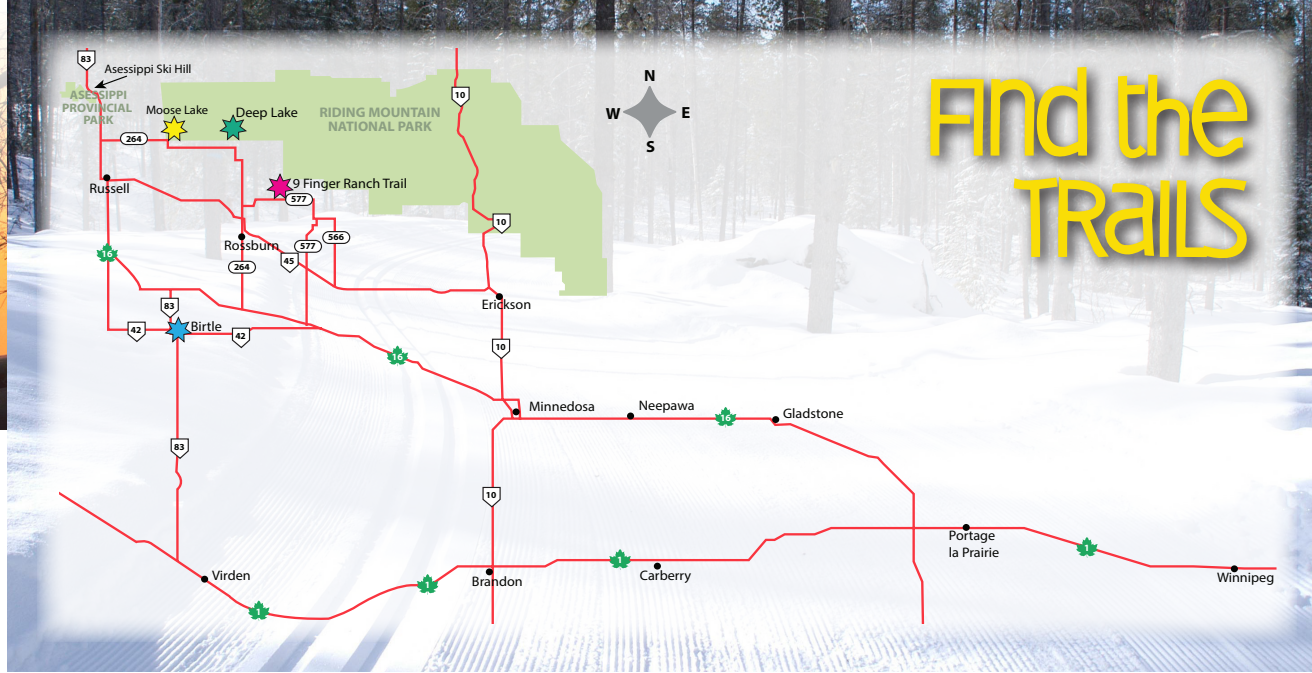 FInd the
TRaILS
N
W
E
S
83
Asessippi Ski Hill
ASESSIPPI
PROVINCIAL
PARK
Moose Lake
Deep Lake
RIDING MOUNTAIN
NATIONAL PARK
10
264
Russell
9 Finger Ranch Trail
577
10
Rossburn
577
566
16
264
45
83
Erickson
42
Birtle
42
10
16
Minnedosa
Neepawa
16
Gladstone
83
10
Portage
la Prairie
1
Virden
1
1
Brandon
1
Carberry
Winnipeg